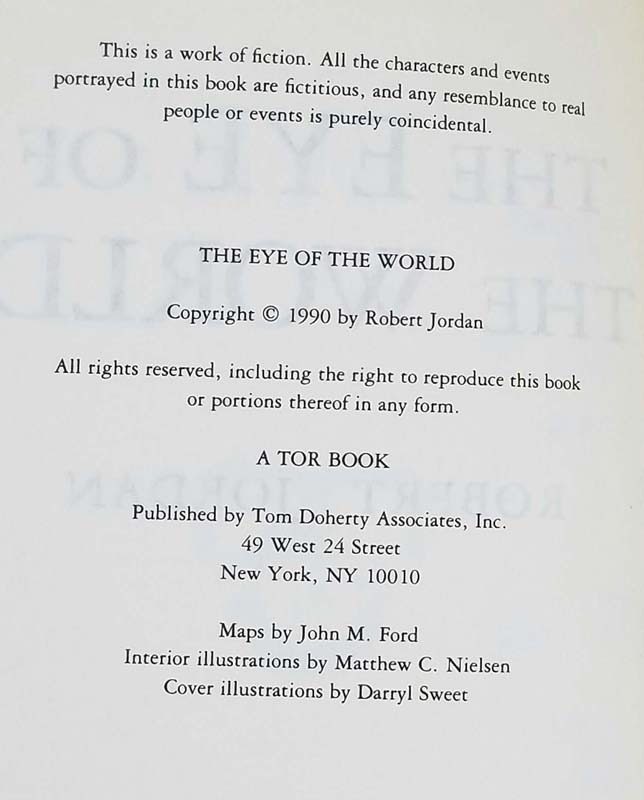 This is a work of fiction. All the characters and events
portrayed in this book are fictitious, and any resemblance to real
people or events is purely coincidental.
THE EYE OF THE WORLD
Copyright © 1990 by Robert Jordan
All rights reserved, including the right to reproduce this book
or portions thereof in any form.
A TOR BOOK
Published by Tom Doherty Associates, Inc.
49 West 24 Street
New York, NY 10010
Maps by John M. Ford
Interior illustrations by Matthew C. Nielsen
Cover illustrations by Darryl Sweet